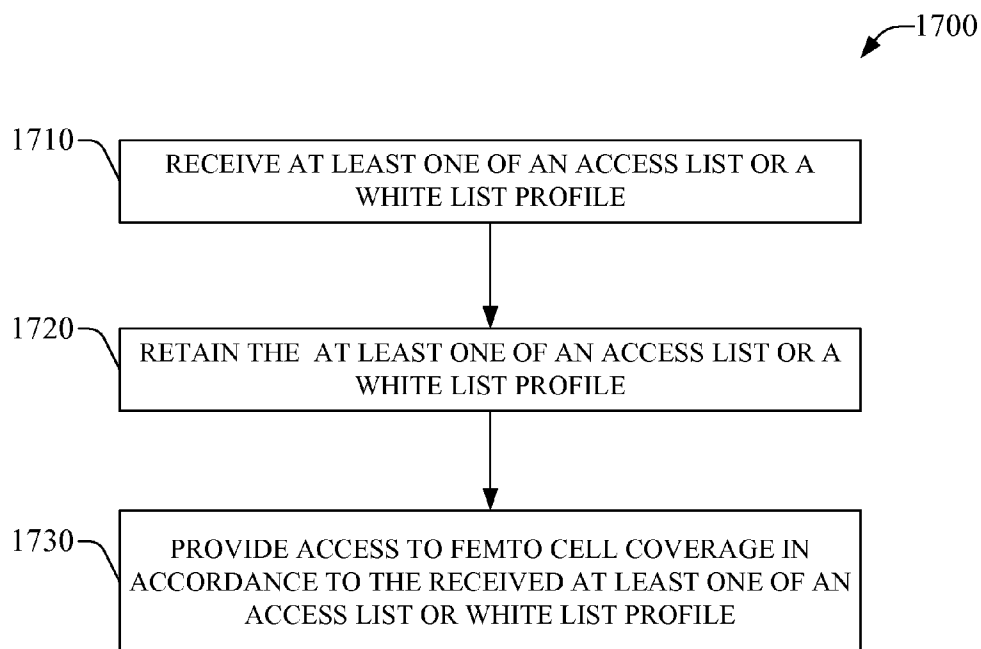 1700
1710
RECEIVE AT LEAST ONE OF AN ACCESS LIST OR A
WHITE LIST PROFILE
1720
RETAIN THE AT LEAST ONE OF AN ACCESS LIST OR A
WHITE LIST PROFILE
1730
PROVIDE ACCESS TO FEMTO CELL COVERAGE IN
ACCORDANCE TO THE RECEIVED AT LEAST ONE OF AN
ACCESS LIST OR WHITE LIST PROFILE